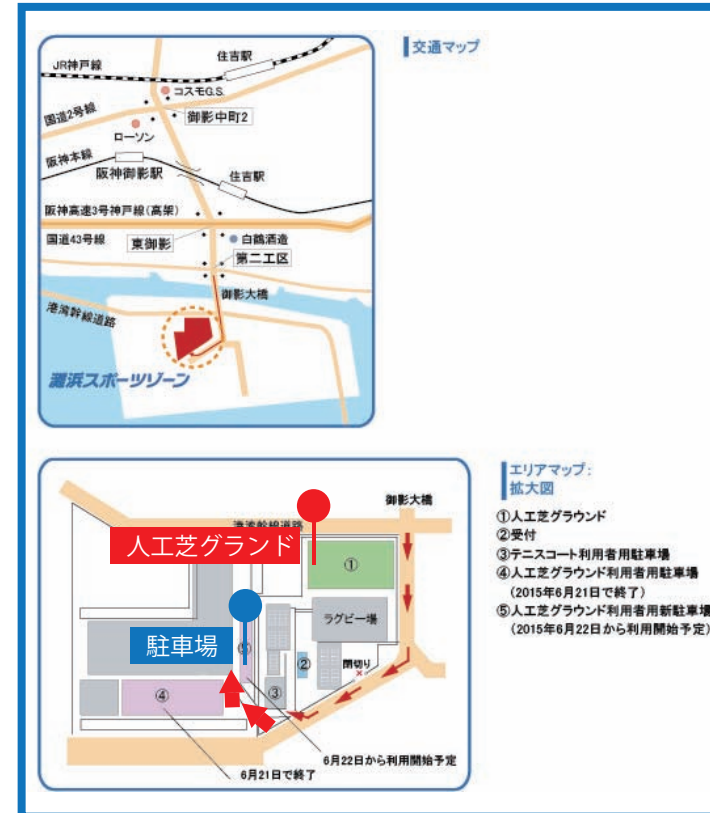 交通マップ
JR神戸線
住吉駅
コスモG.S.
国道2号線
御影中町2
ローソン
阪神本線
阪神御影駅
住吉駅
阪神高速3号神戸線(高架)
国道43号線
東御影
白鶴酒造
第二工区
御影大橋
港湾幹線道路
灘浜スポーツゾーン
エリアマップ:
拡大図
①人工芝グラウンド
②受付
③テニスコート利用者用駐車場
④人工芝グラウンド利用者用駐車場
(2015年6月21日で終了)
⑤人工芝グラウンド利用者用新駐車場
(2015年6月22日から利用開始予定)
御影大橋
港湾幹線道路
人工芝グランド
①
ラグビー場
駐車場
⑤
②
閉切り
×
③
④
6月22日から利用開始予定
6月21日で終了